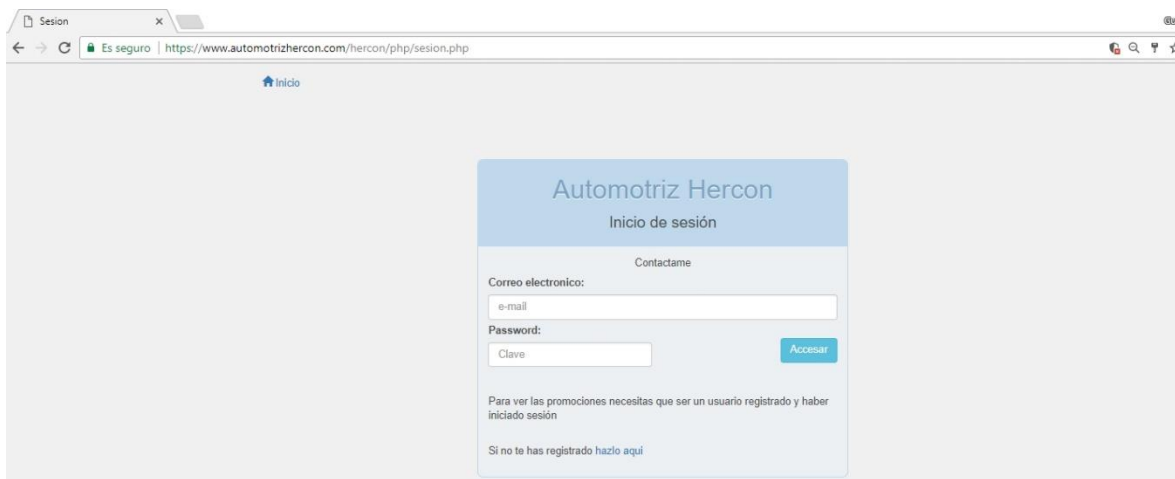 Sesion
Es seguro | https://www.automotrizhercon.com/hercon/php/sesion.php
Inicio
Automotriz Hercon
Inicio de sesión
Contactame
Correo electronico:
e-mail
Password:
Clave
Accesar
Para ver las promociones necesitas que ser un usuario registrado y haber
iniciado sesión
Si no te has registrado hazlo aqui